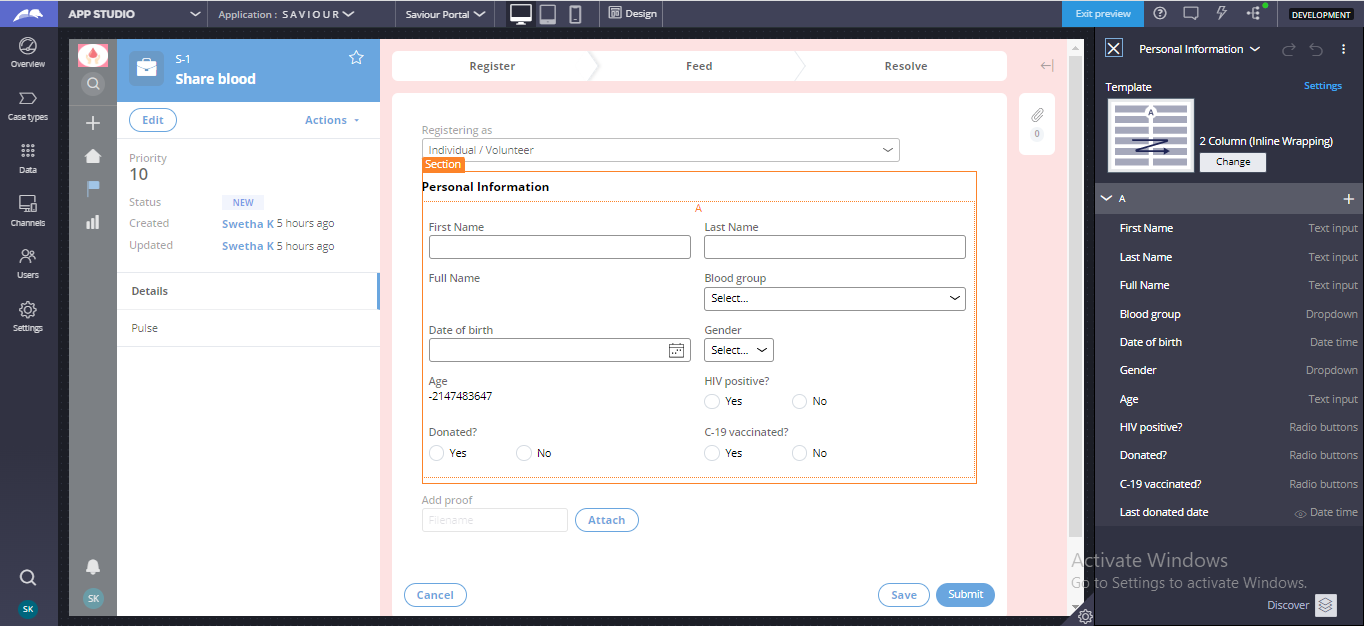 APP STUDIO
Application : SAVIOUR
Saviour Portal
Design
Exit preview
DEVELOPMENT
Overview
Case types
Data
Channels
Users
Settings
SK
SK
S-1
Share blood
Edit
Actions
Priority
10
Status NEW
Created Swetha K 5 hours ago
Updated Swetha K 5 hours ago
Details
Pulse
Register Feed Resolve
0
Registering as
Individual / Volunteer
Section
Personal Information
A
First Name Last Name
Full Name Blood group
Select...
Date of birth Gender
Select...
Age HIV positive?
-2147483647 Yes No
Donated? C-19 vaccinated?
Yes No Yes No
Add proof
Filename Attach
Cancel Save Submit
Personal Information
Template Settings
A
2 Column (Inline Wrapping)
Change
A
First Name Text input
Last Name Text input
Full Name Text input
Blood group Dropdown
Date of birth Date time
Gender Dropdown
Age Text input
HIV positive? Radio buttons
Donated? Radio buttons
C-19 vaccinated? Radio buttons
Last donated date Date time
Activate Windows
Go to Settings to activate Windows.
Discover